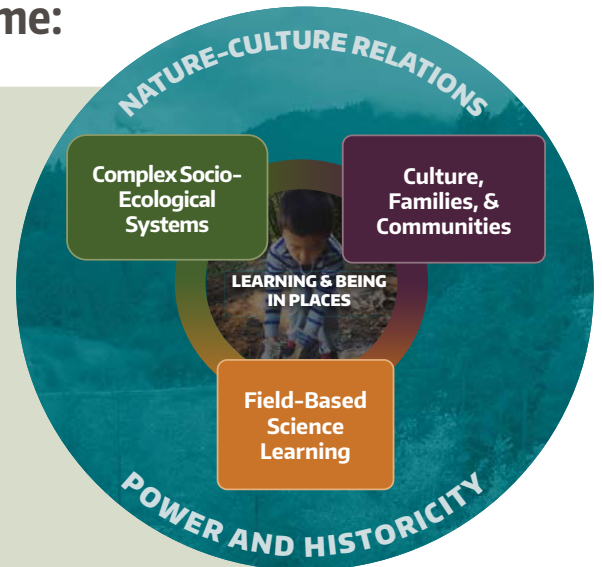 me:
NATURE-CULTURE RELATIONS
Complex Socio-
Ecological
Systems
Culture,
Families, &
Communities
LEARNING & BEING
IN PLACES
Field-Based
Science
Learning
POWER AND HISTORICITY